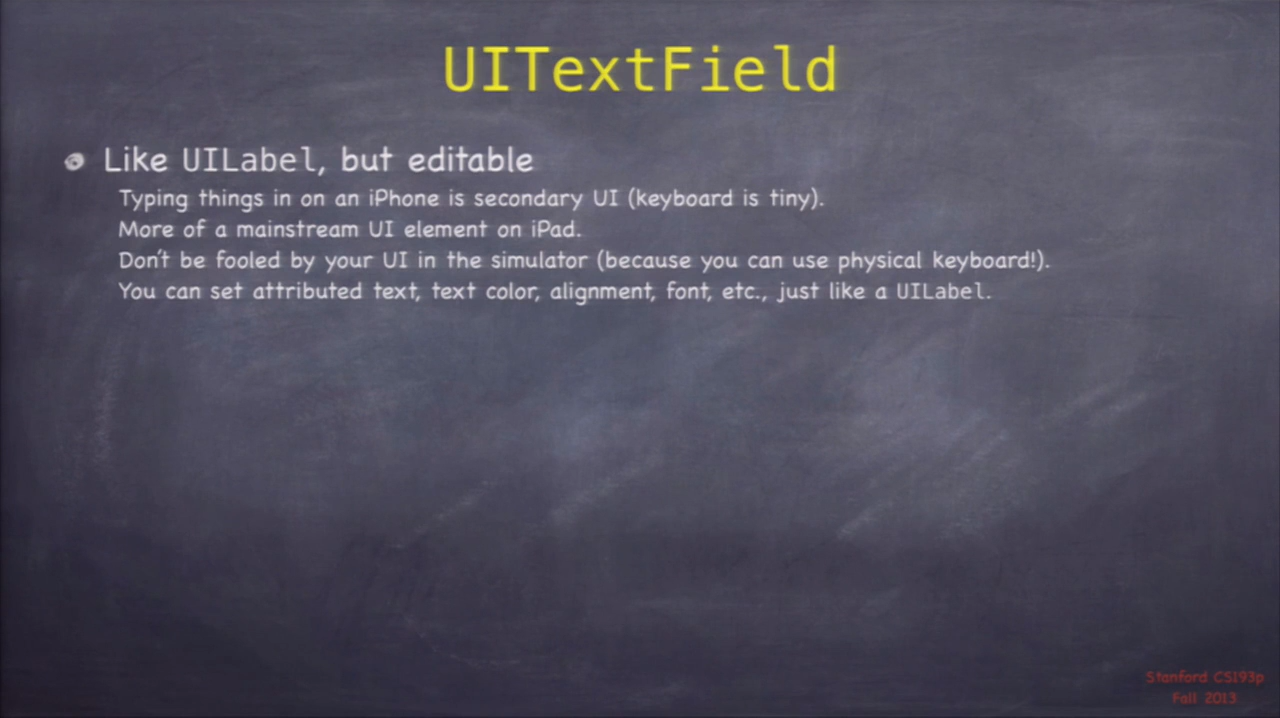 UITextField
Like UILabel, but editable
Typing things in on an iPhone is secondary UI (keyboard is tiny).
More of a mainstream UI element on iPad.
Don't be fooled by your UI in the simulator (because you can use physical keyboard!).
You can set attributed text, text color, alignment, font, etc., just like a UILabel.
Stanford CS193p
Fall 2013